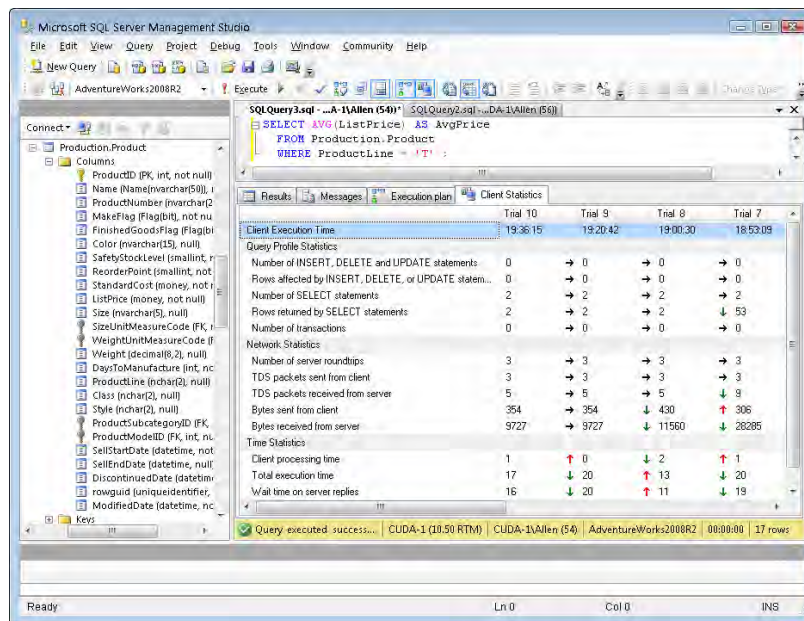 Microsoft SQL Server Management Studio
File Edit View Query Project Debug Tools Window Community Help
New Query
AdventureWorks2008R2 Execute
SQLQuery3.sql - ...A-1\Allen (54))* SQLQuery2.sql -...DA-1\Allen (56))
Connect
SELECT AVG(ListPrice) AS AvgPrice
FROM Production.Product
WHERE ProductLine = 'T' ;
Production.Product
Columns
ProductID (PK, int, not null)
Name (Name(nvarchar(50)),
ProductNumber (nvarchar(2
MakeFlag (Flag(bit), not nu
FinishedGoodsFlag (Flag(bi
Color (nvarchar(15), null)
SafetyStockLevel (smallint, r
ReorderPoint (smallint, not
StandardCost (money, not r
ListPrice (money, not null)
Size (nvarchar(5), null)
SizeUnitMeasureCode (FK, r
WeightUnitMeasureCode (F
Weight (decimal(8,2), null)
DaysToManufacture (int, nc
ProductLine (nchar(2), null)
Class (nchar(2), null)
Style (nchar(2), null)
ProductSubcategoryID (FK,
ProductModelID (FK, int, nu
SellStartDate (datetime, not
SellEndDate (datetime, null
DiscontinuedDate (datetim
rowguid (uniqueidentifier,
ModifiedDate (datetime, nc
Keys
Results Messages Execution plan Client Statistics
Trial 10 Trial 9 Trial 8 Trial 7
Client Execution Time 19:36:15 19:20:42 19:00:30 18:53:09
Query Profile Statistics
Number of INSERT, DELETE and UPDATE statements 0 → 0 → 0 → 0
Rows affected by INSERT, DELETE, or UPDATE statem... 0 → 0 → 0 → 0
Number of SELECT statements 2 → 2 → 2 → 2
Rows returned by SELECT statements 2 → 2 → 2 ↓ 53
Number of transactions 0 → 0 → 0 → 0
Network Statistics
Number of server roundtrips 3 → 3 → 3 → 3
TDS packets sent from client 3 → 3 → 3 → 3
TDS packets received from server 5 → 5 → 5 ↓ 9
Bytes sent from client 354 → 354 ↓ 430 ↑ 306
Bytes received from server 9727 → 9727 ↓ 11560 ↓ 28285
Time Statistics
Client processing time 1 ↑ 0 ↓ 2 ↑ 1
Total execution time 17 ↓ 20 ↑ 13 ↓ 20
Wait time on server replies 16 ↓ 20 ↑ 11 ↓ 19
Query executed success... CUDA-1 (10.50 RTM) CUDA-1\Allen (54) AdventureWorks2008R2 00:00:00 17 rows
Ready Ln 0 Col 0 INS